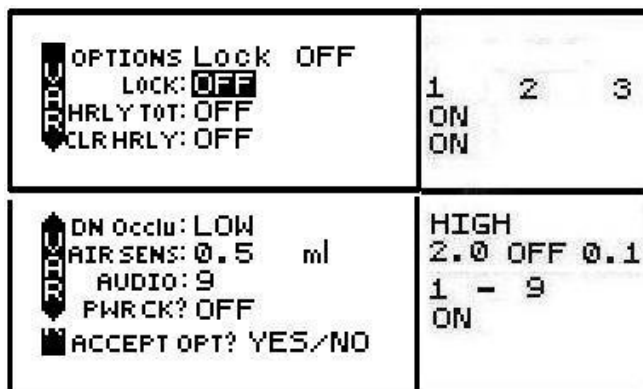 OPTIONS Lock OFF
LOCK: OFF
1 2 3
HRLY TOT: OFF
ON
CLR HRLY: OFF
ON
VAR
DN Occlu: LOW
HIGH
AIR SENS: 0.5 ml
2.0 OFF 0.1
AUDIO: 9
1 - 9
PWR CK? OFF
ON
VAR
ACCEPT OPT? YES/NO